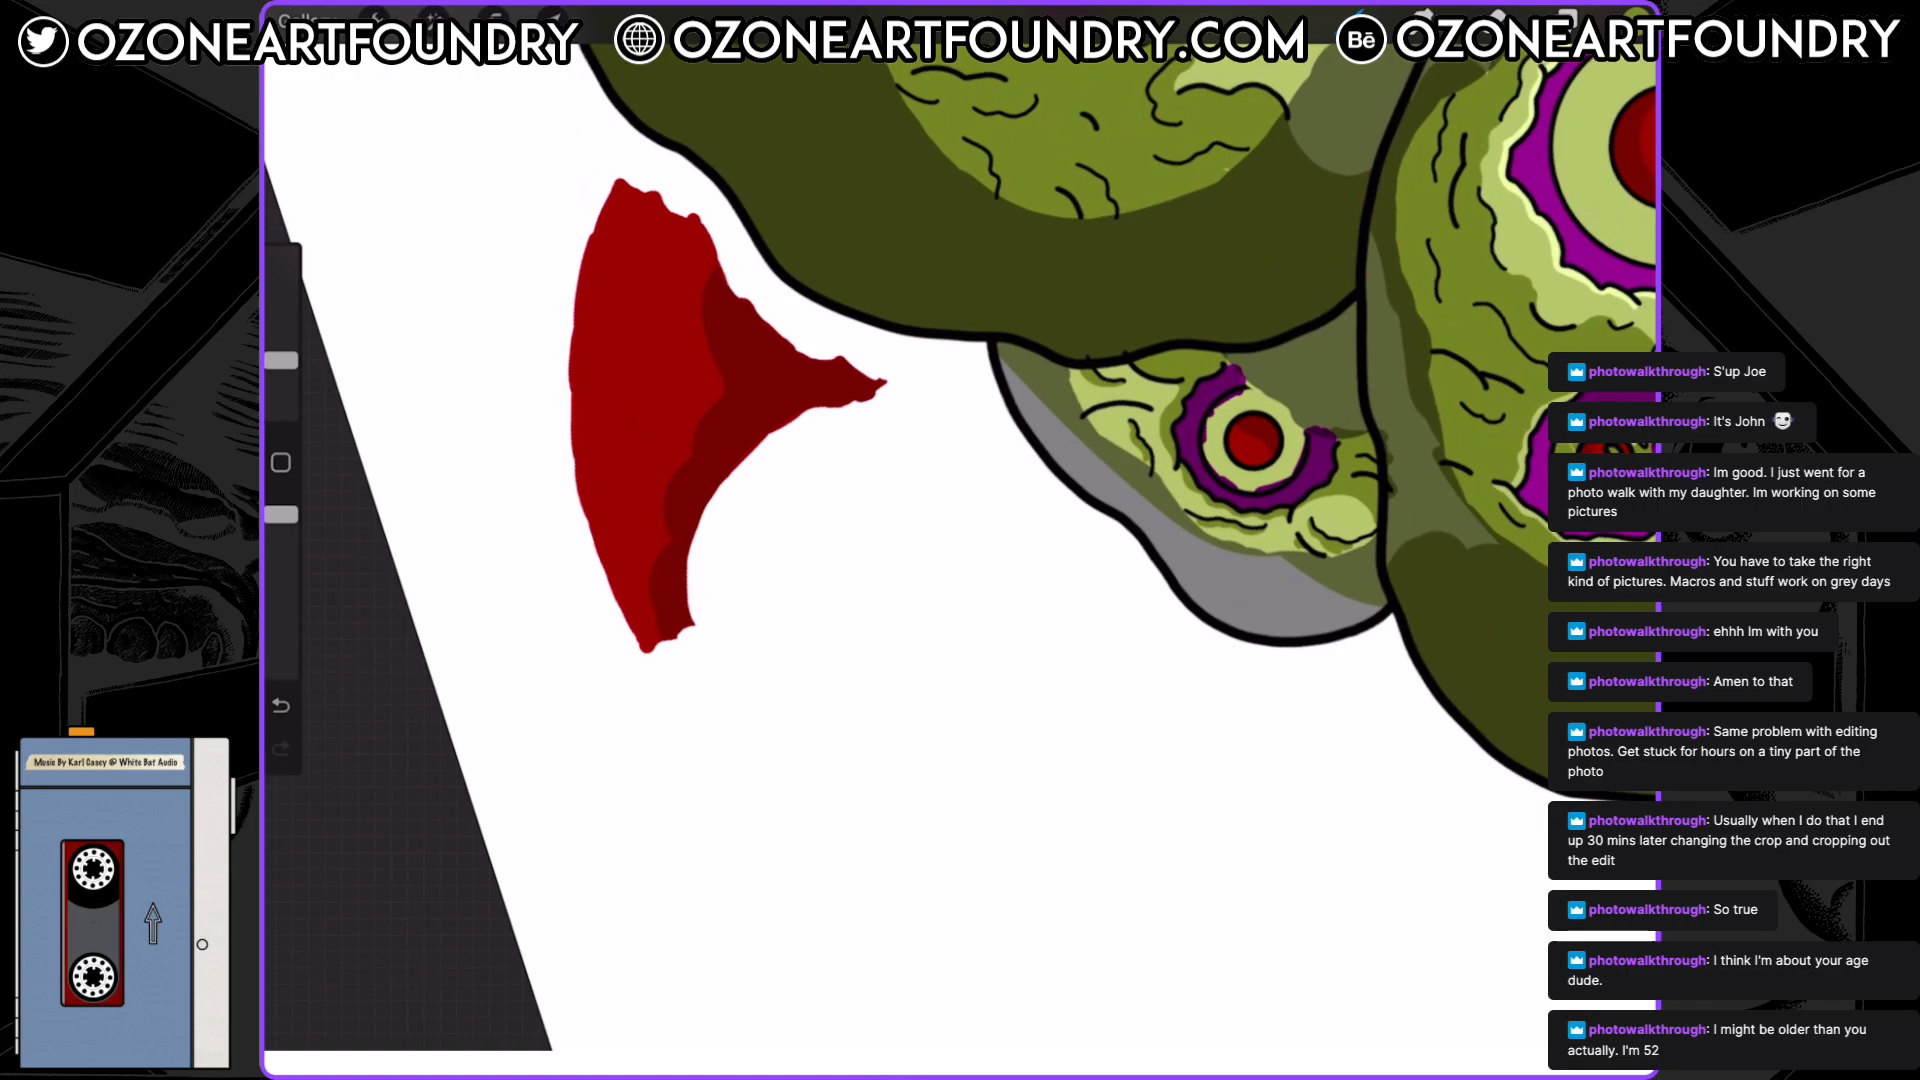 OZONEARTFOUNDRY
OZONEARTFOUNDRY.COM
Bē OZONEARTFOUNDRY
photowalkthrough: S'up Joe
photowalkthrough: It's John
photowalkthrough: Im good. I just went for a
photo walk with my daughter. Im working on some
pictures
photowalkthrough: You have to take the right
kind of pictures. Macros and stuff work on grey days
photowalkthrough: ehhh Im with you
photowalkthrough: Amen to that
photowalkthrough: Same problem with editing
photos. Get stuck for hours on a tiny part of the
photo
photowalkthrough: Usually when I do that I end
up 30 mins later changing the crop and cropping out
the edit
photowalkthrough: So true
photowalkthrough: I think I'm about your age
dude.
photowalkthrough: I might be older than you
actually. I'm 52
Music By Karl Casey @ White Bat Audio